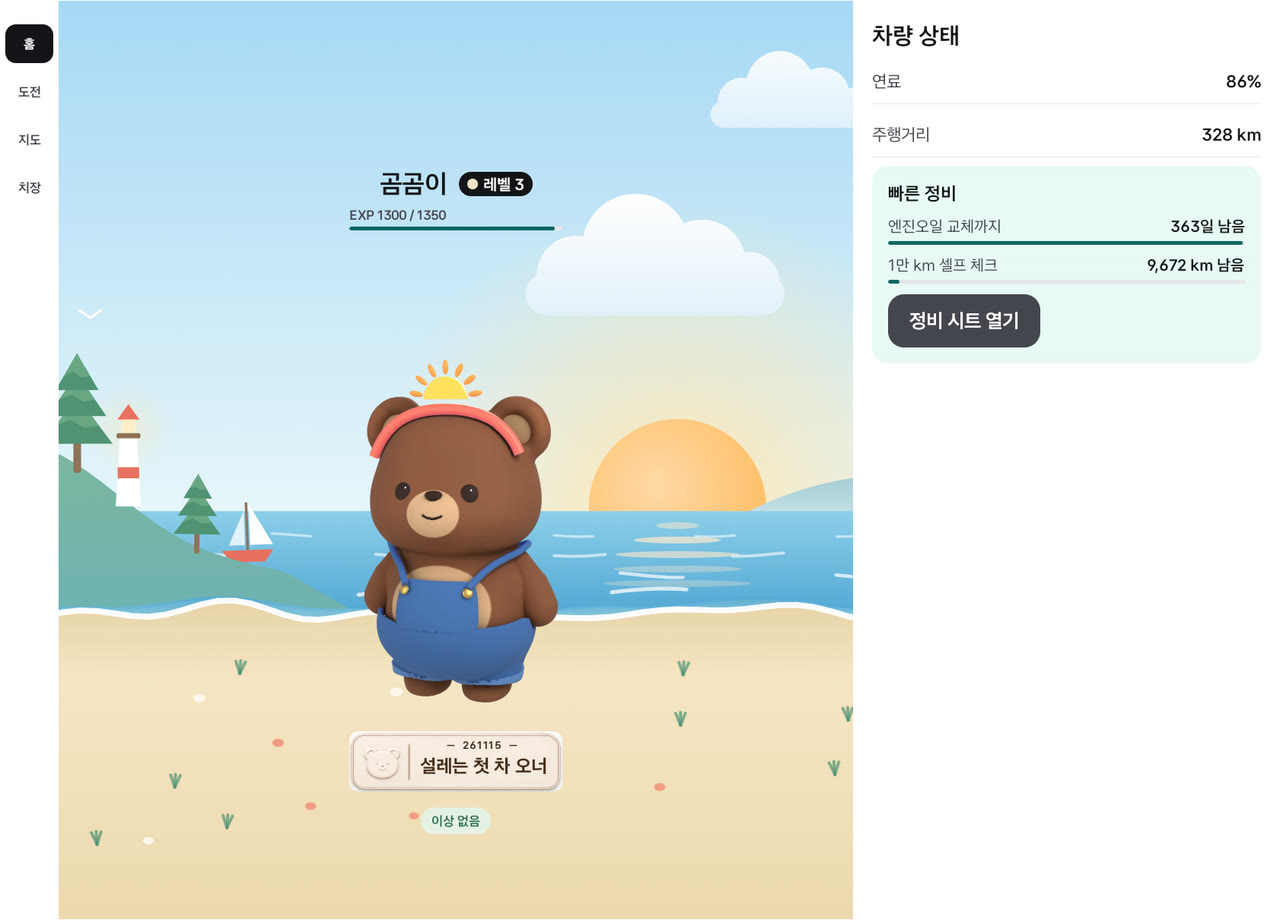 홈
도전
지도
치장
곰곰이
레벨 3
EXP 1300 / 1350
261115
설레는 첫 차 오너
이상 없음
차량 상태
연료 86%
주행거리 328 km
빠른 정비
엔진오일 교체까지 363일 남음
1만 km 셀프 체크 9,672 km 남음
정비 시트 열기